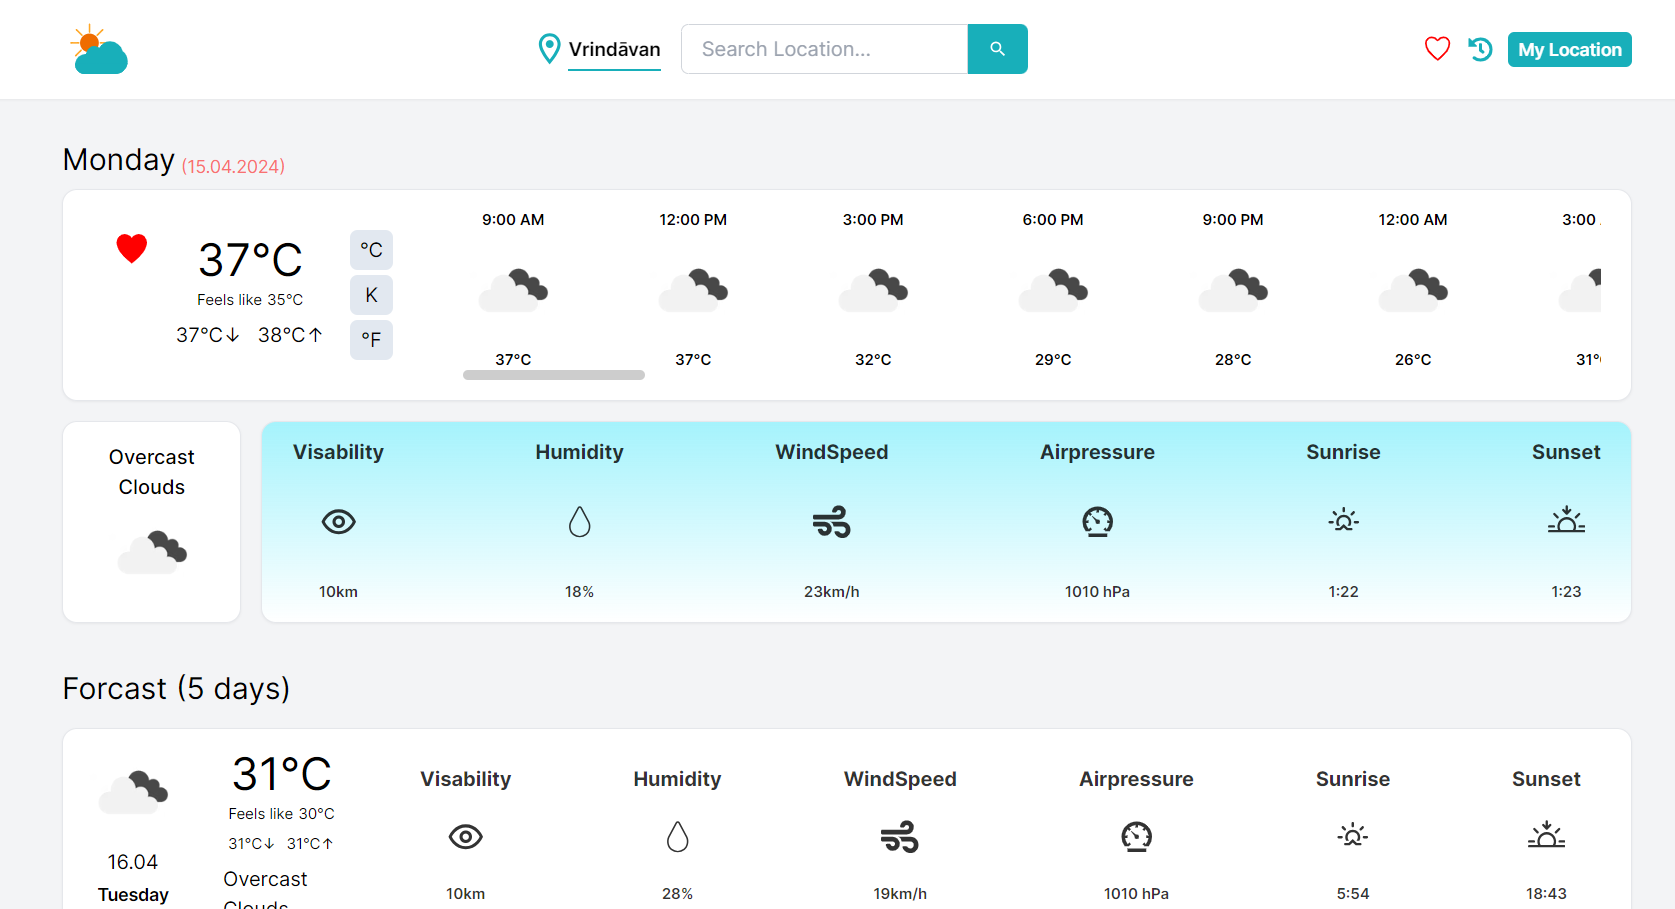 Vrindāvan
Search Location...
My Location
Monday (15.04.2024)
9:00 AM 12:00 PM 3:00 PM 6:00 PM 9:00 PM 12:00 AM 3:00
37°C
Feels like 35°C
37°C↓ 38°C↑
°C
K
°F
37°C 37°C 32°C 29°C 28°C 26°C 31°
Overcast
Clouds
Visability Humidity WindSpeed Airpressure Sunrise Sunset
10km 18% 23km/h 1010 hPa 1:22 1:23
Forcast (5 days)
31°C
Feels like 30°C
31°C↓ 31°C↑
16.04
Tuesday
Overcast
Clouds
Visability Humidity WindSpeed Airpressure Sunrise Sunset
10km 28% 19km/h 1010 hPa 5:54 18:43